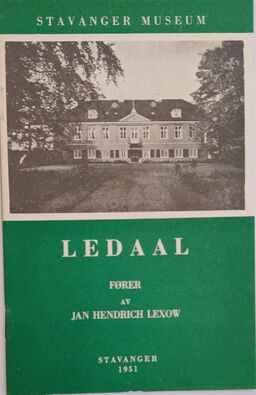 STAVANGER MUSEUM
LEDAAL
FØRER
AV
JAN HENDRICH LEXOW
STAVANGER
1951